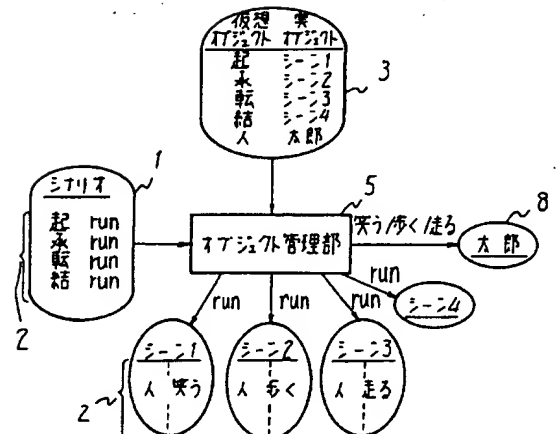 仮想 実
オブジェクト オブジェクト
起 シーン1
承 シーン2
転 シーン3
結 シーン4
人 太郎
3
1
シナリオ
起 run
承 run
転 run
結 run
2
5
オブジェクト管理部
笑う/歩く/走る
8
太郎
run
シーン4
run
run
run
2
シーン1
人 笑う
シーン2
人 歩く
シーン3
人 走る